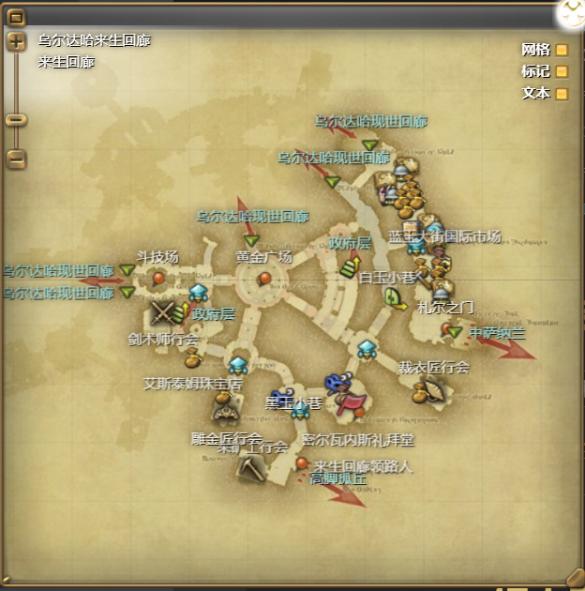 乌尔达哈来生回廊
来生回廊
网格
标记
文本
乌尔达哈现世回廊
乌尔达哈现世回廊
乌尔达哈现世回廊
政府层
蓝玉大街国际市场
斗技场
黄金广场
乌尔达哈现世回廊
白玉小巷
乌尔达哈现世回廊
政府层
札尔之门
中萨纳兰
剑术师行会
裁衣匠行会
艾斯泰姆珠宝店
黑玉小巷
雕金匠行会
密尔瓦内斯礼拜堂
采矿工行会
来生回廊领路人
高脚孤丘